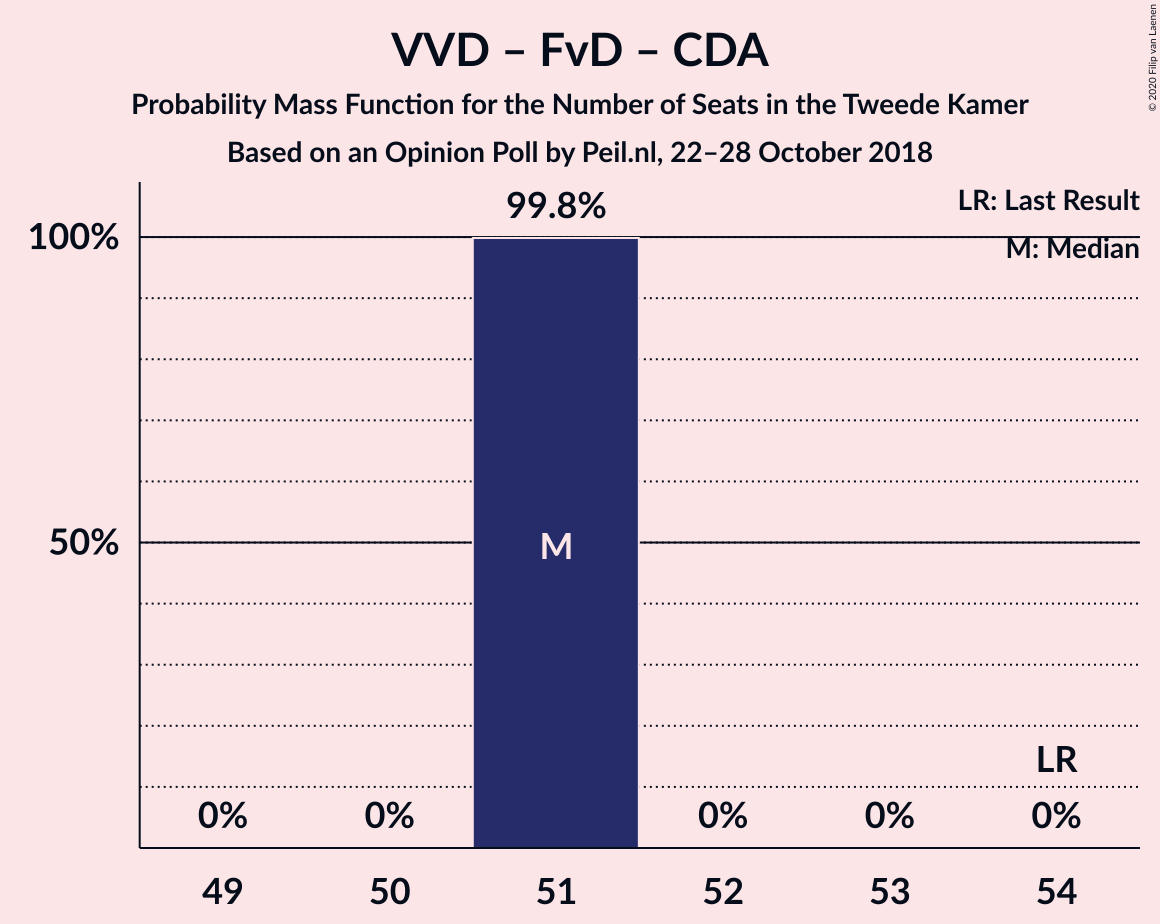 VVD – FvD – CDA
Probability Mass Function for the Number of Seats in the Tweede Kamer
Based on an Opinion Poll by Peil.nl, 22–28 October 2018
© 2020 Filip van Laenen
LR: Last Result
M: Median
99.8%
100%
50%
M
LR
0% 0% 0% 0% 0%
49 50 51 52 53 54